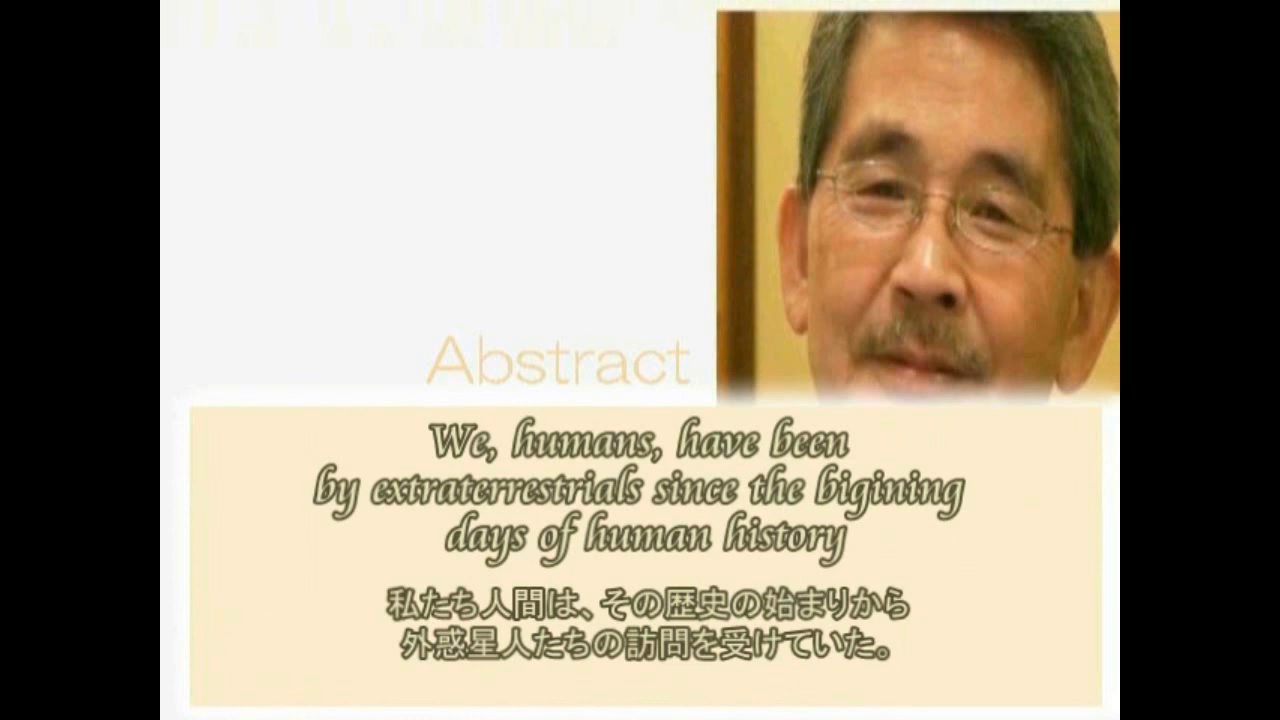 Abstract
We, humans, have been
by extraterrestrials since the bigining
days of human history
私たち人間は、その歴史の始まりから
外惑星人たちの訪問を受けていた。